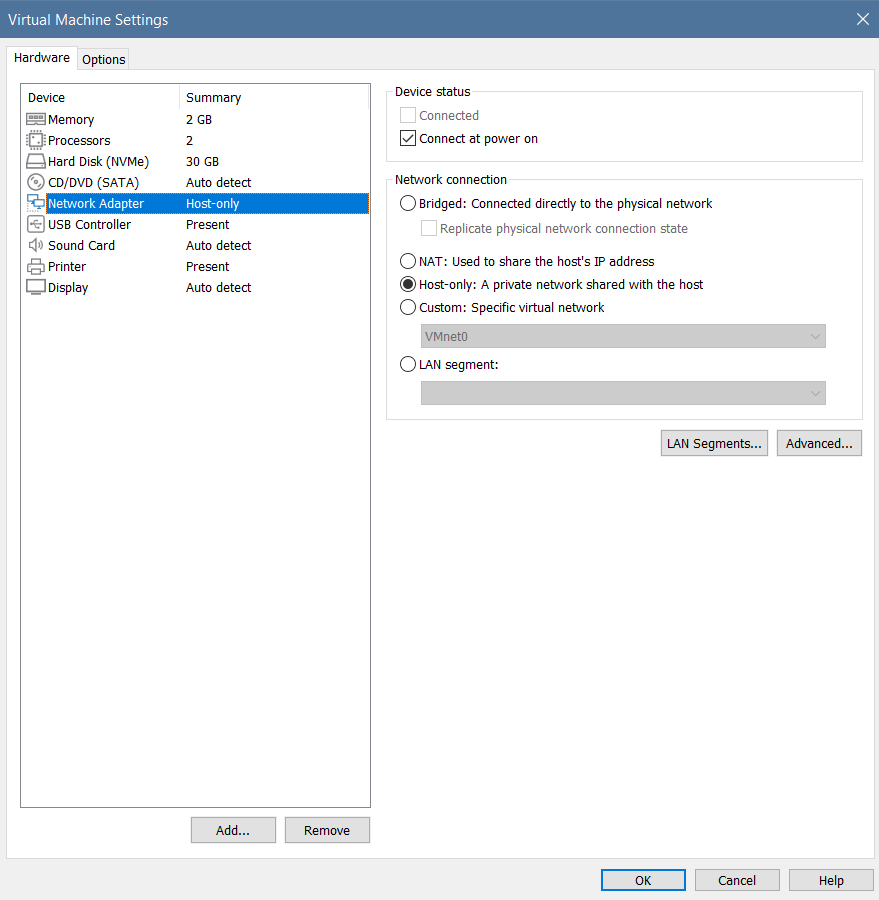 Virtual Machine Settings
Hardware
Options
Device Summary
Memory 2 GB
Processors 2
Hard Disk (NVMe) 30 GB
CD/DVD (SATA) Auto detect
Network Adapter Host-only
USB Controller Present
Sound Card Auto detect
Printer Present
Display Auto detect
Add...
Remove
Device status
Connected
Connect at power on
Network connection
Bridged: Connected directly to the physical network
Replicate physical network connection state
NAT: Used to share the host's IP address
Host-only: A private network shared with the host
Custom: Specific virtual network
VMnet0
LAN segment:
LAN Segments...
Advanced...
OK
Cancel
Help